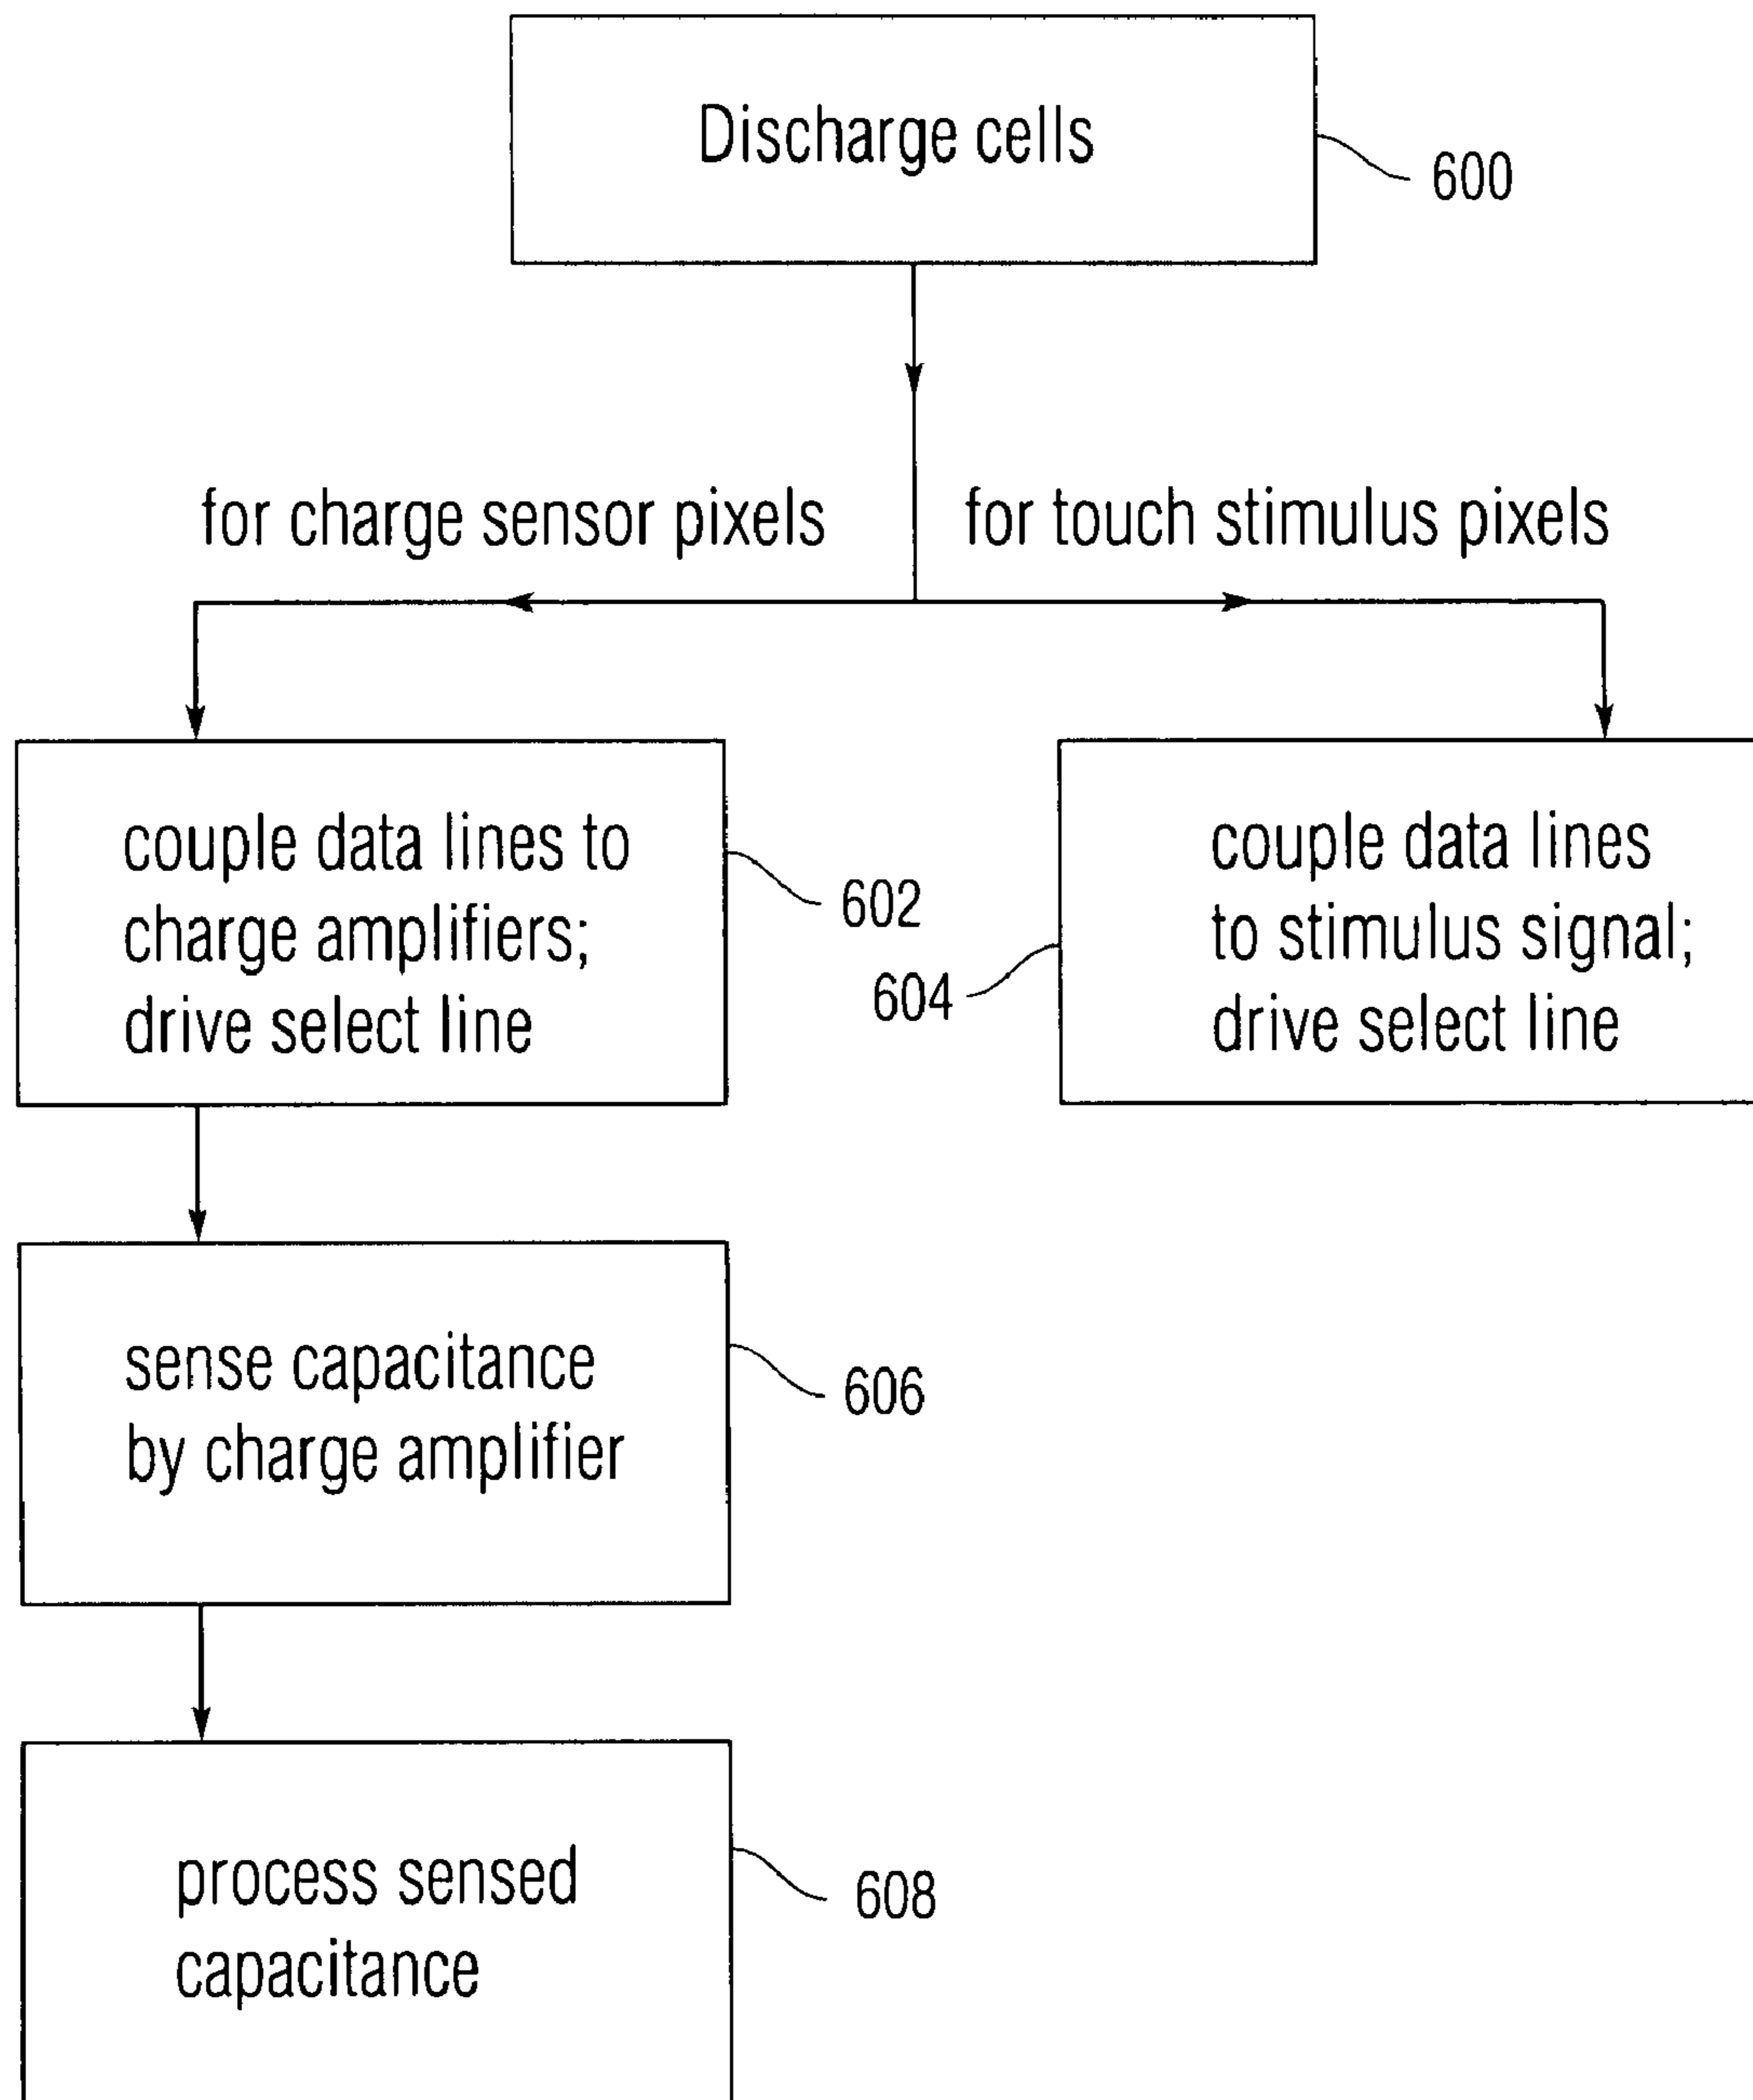 Discharge cells
600
for charge sensor pixels
for touch stimulus pixels
couple data lines to
charge amplifiers;
drive select line
602
couple data lines
to stimulus signal;
drive select line
604
sense capacitance
by charge amplifier
606
process sensed
capacitance
608